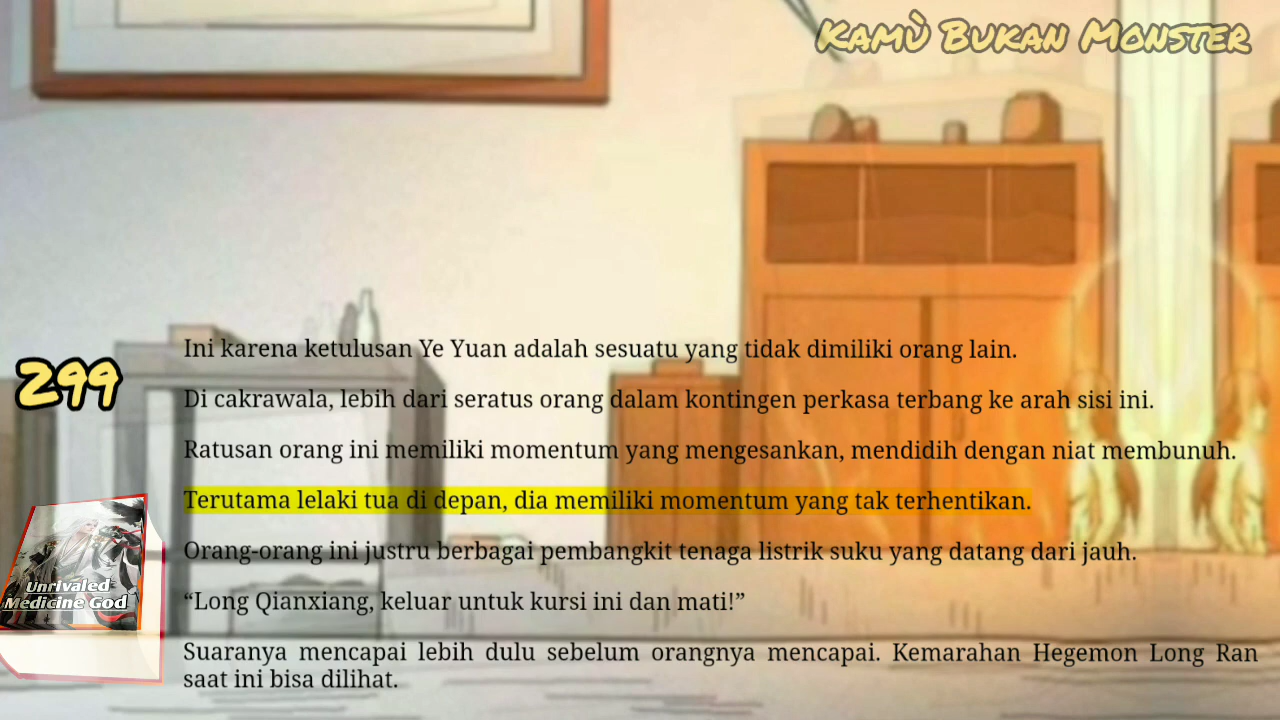 Kamù Bukan Monster
Ini karena ketulusan Ye Yuan adalah sesuatu yang tidak dimiliki orang lain.
299
Di cakrawala, lebih dari seratus orang dalam kontingen perkasa terbang ke arah sisi ini.
Ratusan orang ini memiliki momentum yang mengesankan, mendidih dengan niat membunuh.
Terutama lelaki tua di depan, dia memiliki momentum yang tak terhentikan.
Orang-orang ini justru berbagai pembangkit tenaga listrik suku yang datang dari jauh.
Unrivaled
Medicine God
“Long Qianxiang, keluar untuk kursi ini dan mati!”
Suaranya mencapai lebih dulu sebelum orangnya mencapai. Kemarahan Hegemon Long Ran
saat ini bisa dilihat.